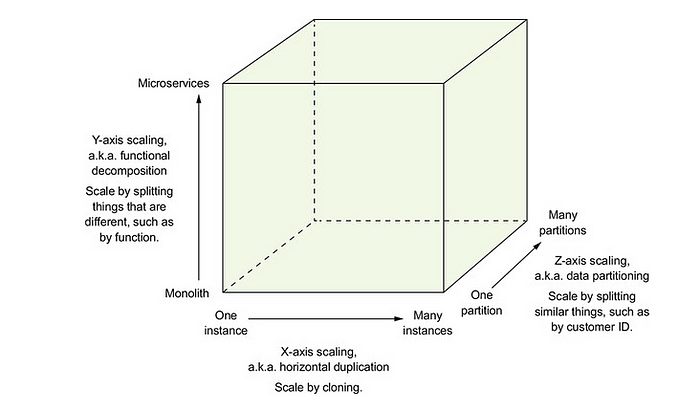 Microservices
Y-axis scaling,
a.k.a. functional
decomposition
Scale by splitting
things that are
different, such as
by function.
Monolith
One
instance
Many
instances
X-axis scaling,
a.k.a. horizontal duplication
Scale by cloning.
One
partition
Many
partitions
Z-axis scaling,
a.k.a. data partitioning
Scale by splitting
similar things, such as
by customer ID.